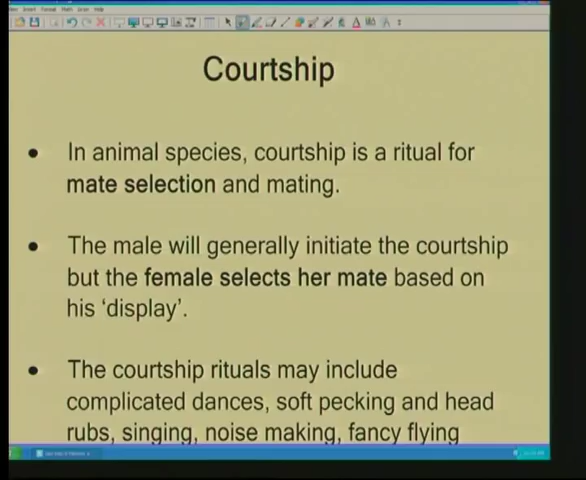 Courtship
• In animal species, courtship is a ritual for
mate selection and mating.
• The male will generally initiate the courtship
but the female selects her mate based on
his ‘display’.
• The courtship rituals may include
complicated dances, soft pecking and head
rubs, singing, noise making, fancy flying